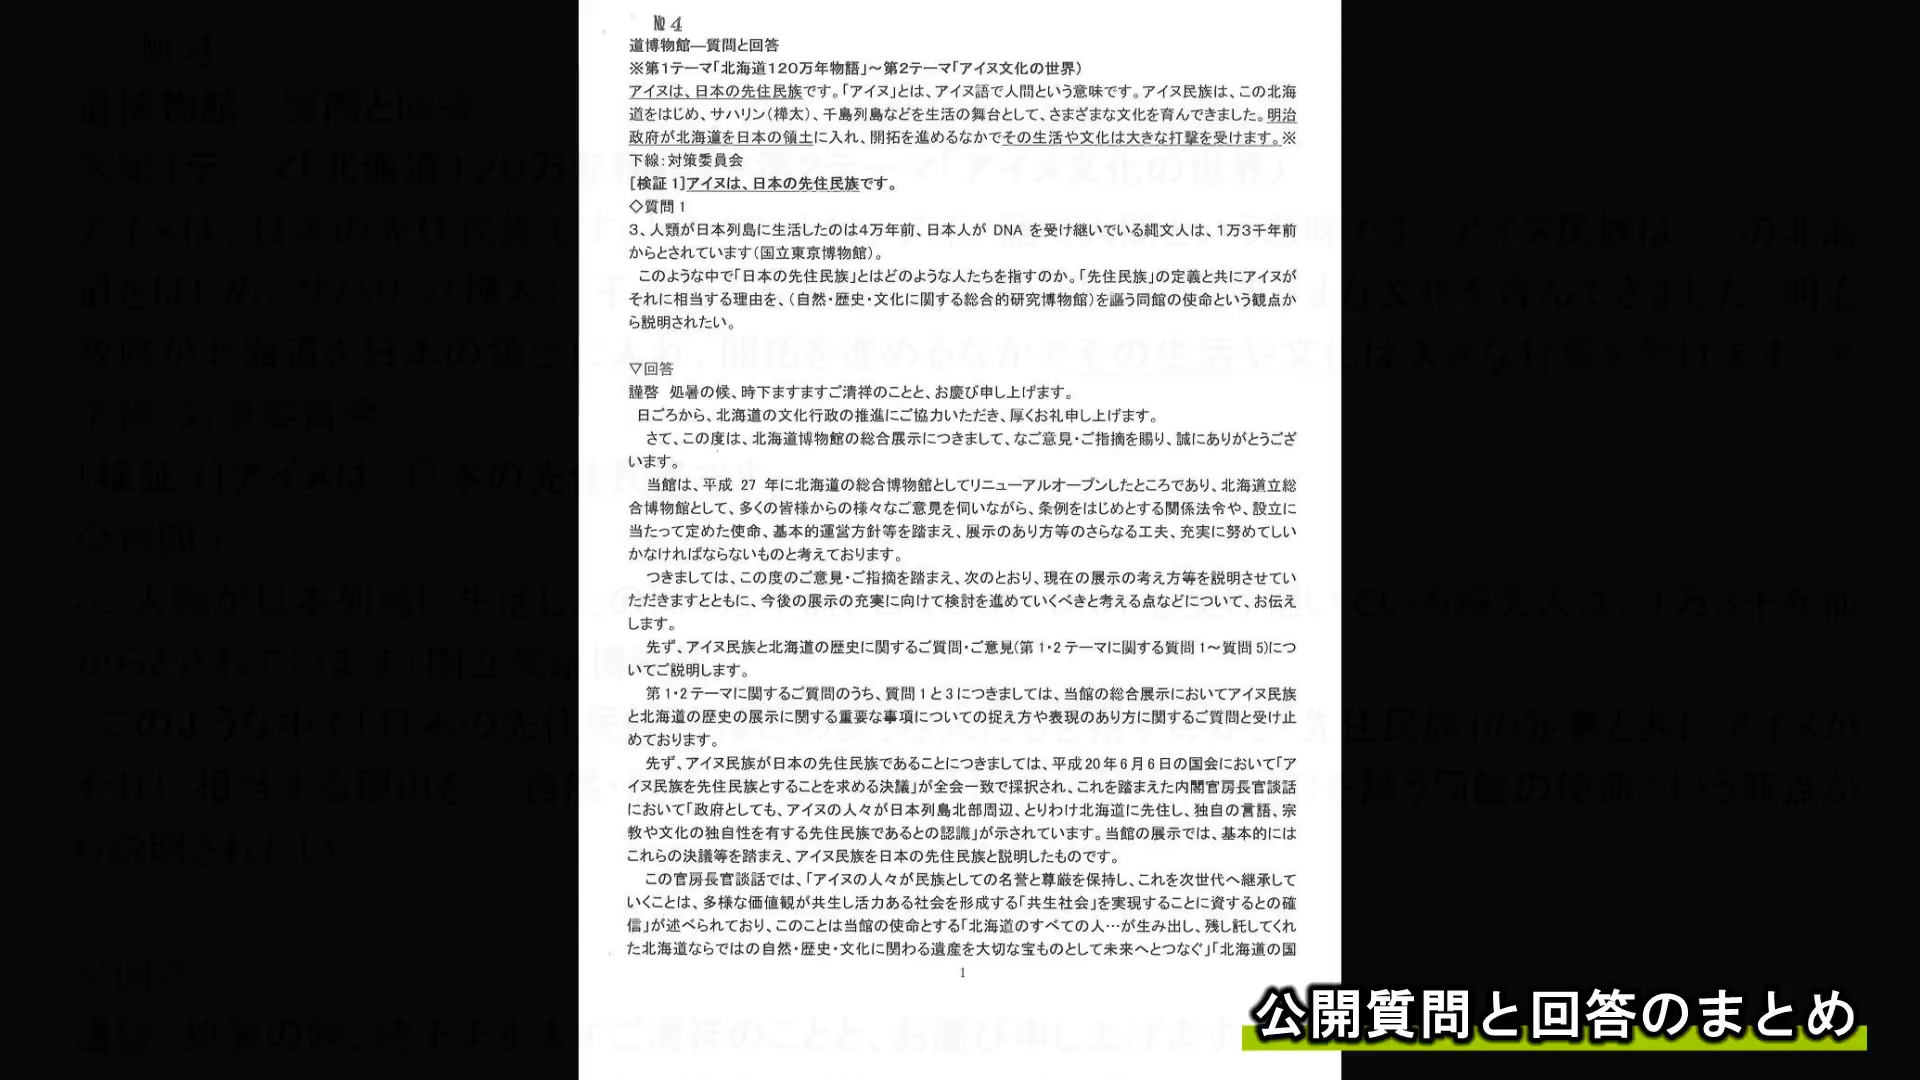 №4
道博物館―質問と回答
※第1テーマ「北海道120万年物語」～第2テーマ「アイヌ文化の世界」
アイヌは、日本の先住民族です。「アイヌ」とは、アイヌ語で人間という意味です。アイヌ民族は、この北海
道をはじめ、サハリン（樺太）、千島列島などを生活の舞台として、さまざまな文化を育んできました。明治
政府が北海道を日本の領土に入れ、開拓を進めるなかでその生活や文化は大きな打撃を受けます。※
下線：対策委員会
［検証1］アイヌは、日本の先住民族です。
◇質問1
3、人類が日本列島に生活したのは4万年前、日本人が DNA を受け継いでいる縄文人は、1万3千年前
からとされています（国立東京博物館）。
このような中で「日本の先住民族」とはどのような人たちを指すのか。「先住民族」の定義と共にアイヌが
それに相当する理由を、（自然・歴史・文化に関する総合的研究博物館）を謳う同館の使命という観点か
ら説明されたい。
▽回答
謹啓 処暑の候、時下ますますご清祥のことと、お慶び申し上げます。
日ごろから、北海道の文化行政の推進にご協力いただき、厚くお礼申し上げます。
さて、この度は、北海道博物館の総合展示につきまして、なご意見・ご指摘を賜り、誠にありがとうござ
います。
当館は、平成 27 年に北海道の総合博物館としてリニューアルオープンしたところであり、北海道立総
合博物館として、多くの皆様からの様々なご意見を伺いながら、条例をはじめとする関係法令や、設立に
当たって定めた使命、基本的運営方針等を踏まえ、展示のあり方等のさらなる工夫、充実に努めてしい
かなければならないものと考えております。
つきましては、この度のご意見・ご指摘を踏まえ、次のとおり、現在の展示の考え方等を説明させてい
ただきますとともに、今後の展示の充実に向けて検討を進めていくべきと考える点などについて、お伝え
します。
先ず、アイヌ民族と北海道の歴史に関するご質問・ご意見(第 1・2 テーマに関する質問 1～質問 5)につ
いてご説明します。
第 1・2 テーマに関するご質問のうち、質問 1 と 3 につきましては、当館の総合展示においてアイヌ民族
と北海道の歴史の展示に関する重要な事項についての捉え方や表現のあり方に関するご質問と受け止
めております。
先ず、アイヌ民族が日本の先住民族であることにつきましては、平成 20 年 6 月 6 日の国会において「ア
イヌ民族を先住民族とすることを求める決議」が全会一致で採択され、これを踏まえた内閣官房長官談話
において「政府としても、アイヌの人々が日本列島北部周辺、とりわけ北海道に先住し、独自の言語、宗
教や文化の独自性を有する先住民族であるとの認識」が示されています。当館の展示では、基本的には
これらの決議等を踏まえ、アイヌ民族を日本の先住民族と説明したものです。
この官房長官談話では、「アイヌの人々が民族としての名誉と尊厳を保持し、これを次世代へ継承して
いくことは、多様な価値観が共生し活力ある社会を形成する「共生社会」を実現することに資するとの確
信」が述べられており、このことは当館の使命とする「北海道のすべての人…が生み出し、残し託してくれ
た北海道ならではの自然・歴史・文化に関わる遺産を大切な宝ものとして未来へとつなぐ」「北海道の国
1
公開質問と回答のまとめ